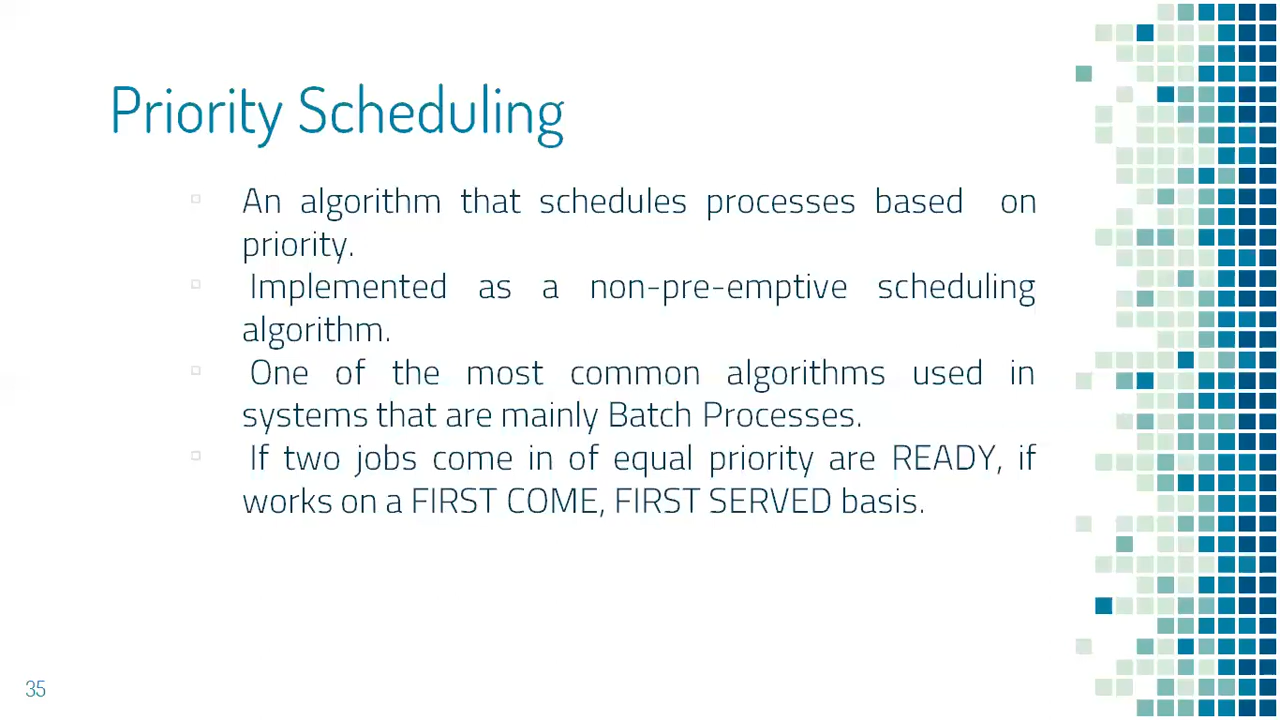 Priority Scheduling
An algorithm that schedules processes based on
priority.
Implemented as a non-pre-emptive scheduling
algorithm.
One of the most common algorithms used in
systems that are mainly Batch Processes.
If two jobs come in of equal priority are READY, if
works on a FIRST COME, FIRST SERVED basis.
35